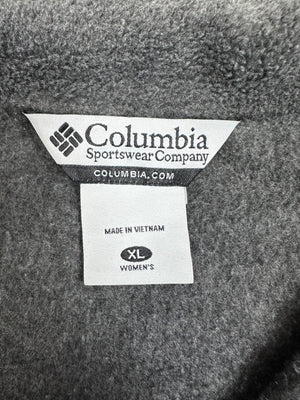 Columbia
Sportswear Company
COLUMBIA.COM
MADE IN VIETNAM
XL
WOMEN'S